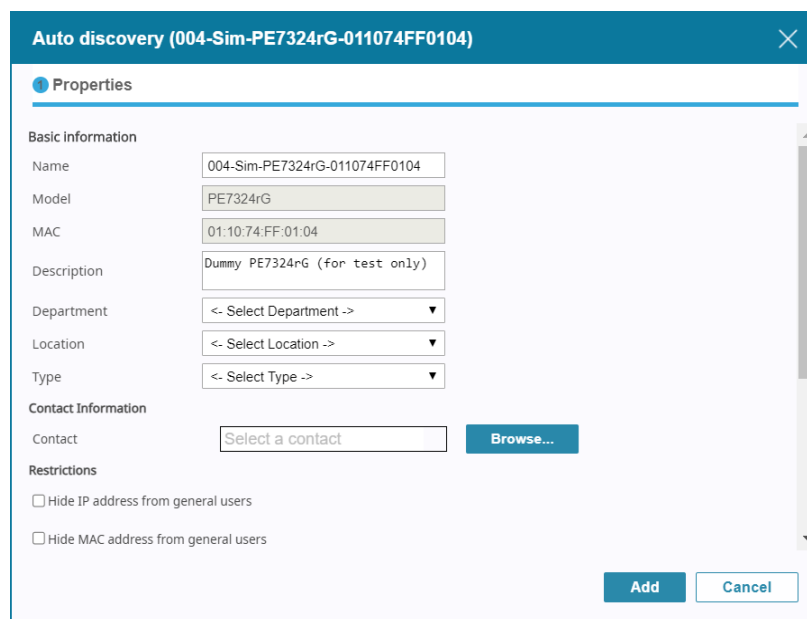 Auto discovery (004-Sim-PE7324rG-011074FF0104)
1 Properties
Basic information
Name 004-Sim-PE7324rG-011074FF0104
Model PE7324rG
MAC 01:10:74:FF:01:04
Description Dummy PE7324rG (for test only)
Department <- Select Department ->
Location <- Select Location ->
Type <- Select Type ->
Contact Information
Contact Select a contact Browse...
Restrictions
Hide IP address from general users
Hide MAC address from general users
Add Cancel